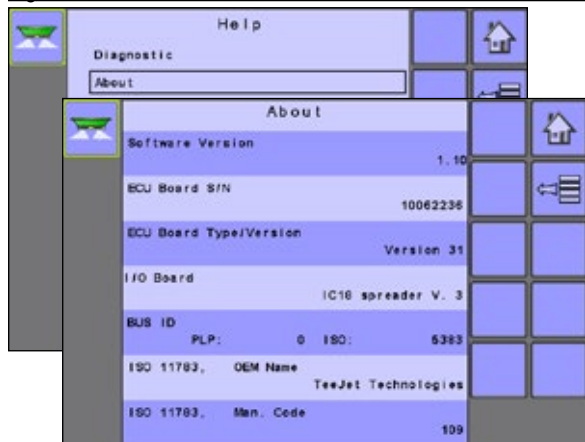 Help
Diagnostic
About
About
Software Version
1.10
ECU Board S/N
10062236
ECU Board Type/Version
Version 31
I/O Board
IC18 spreader V. 3
BUS ID
PLP: 0 ISO: 5383
ISO 11783, OEM Name
TeeJet Technologies
ISO 11783, Man. Code
109